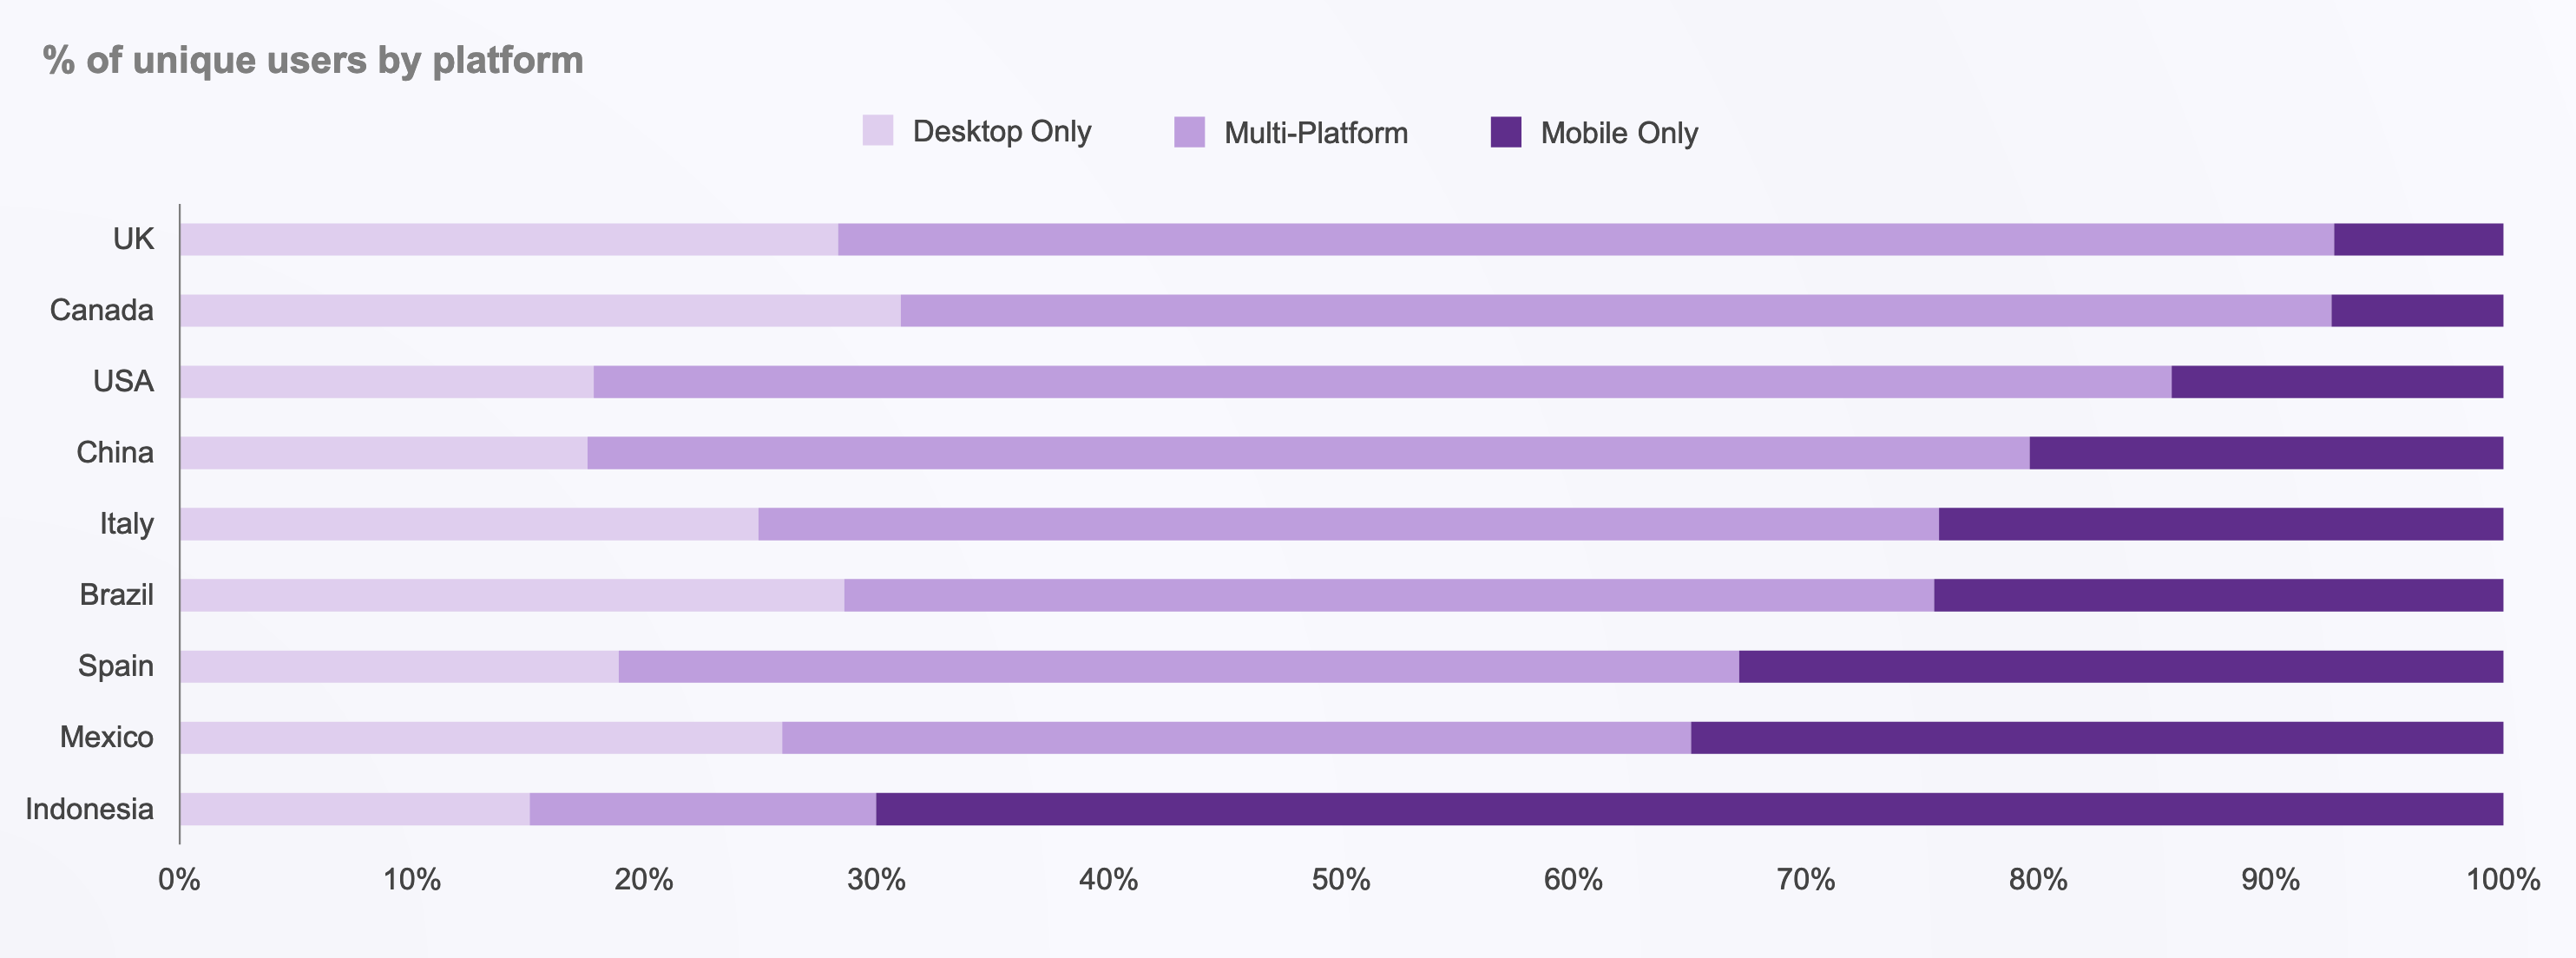 % of unique users by platform
Desktop Only
Multi-Platform
Mobile Only
UK
Canada
USA
China
Italy
Brazil
Spain
Mexico
Indonesia
0% 10% 20% 30% 40% 50% 60% 70% 80% 90% 100%